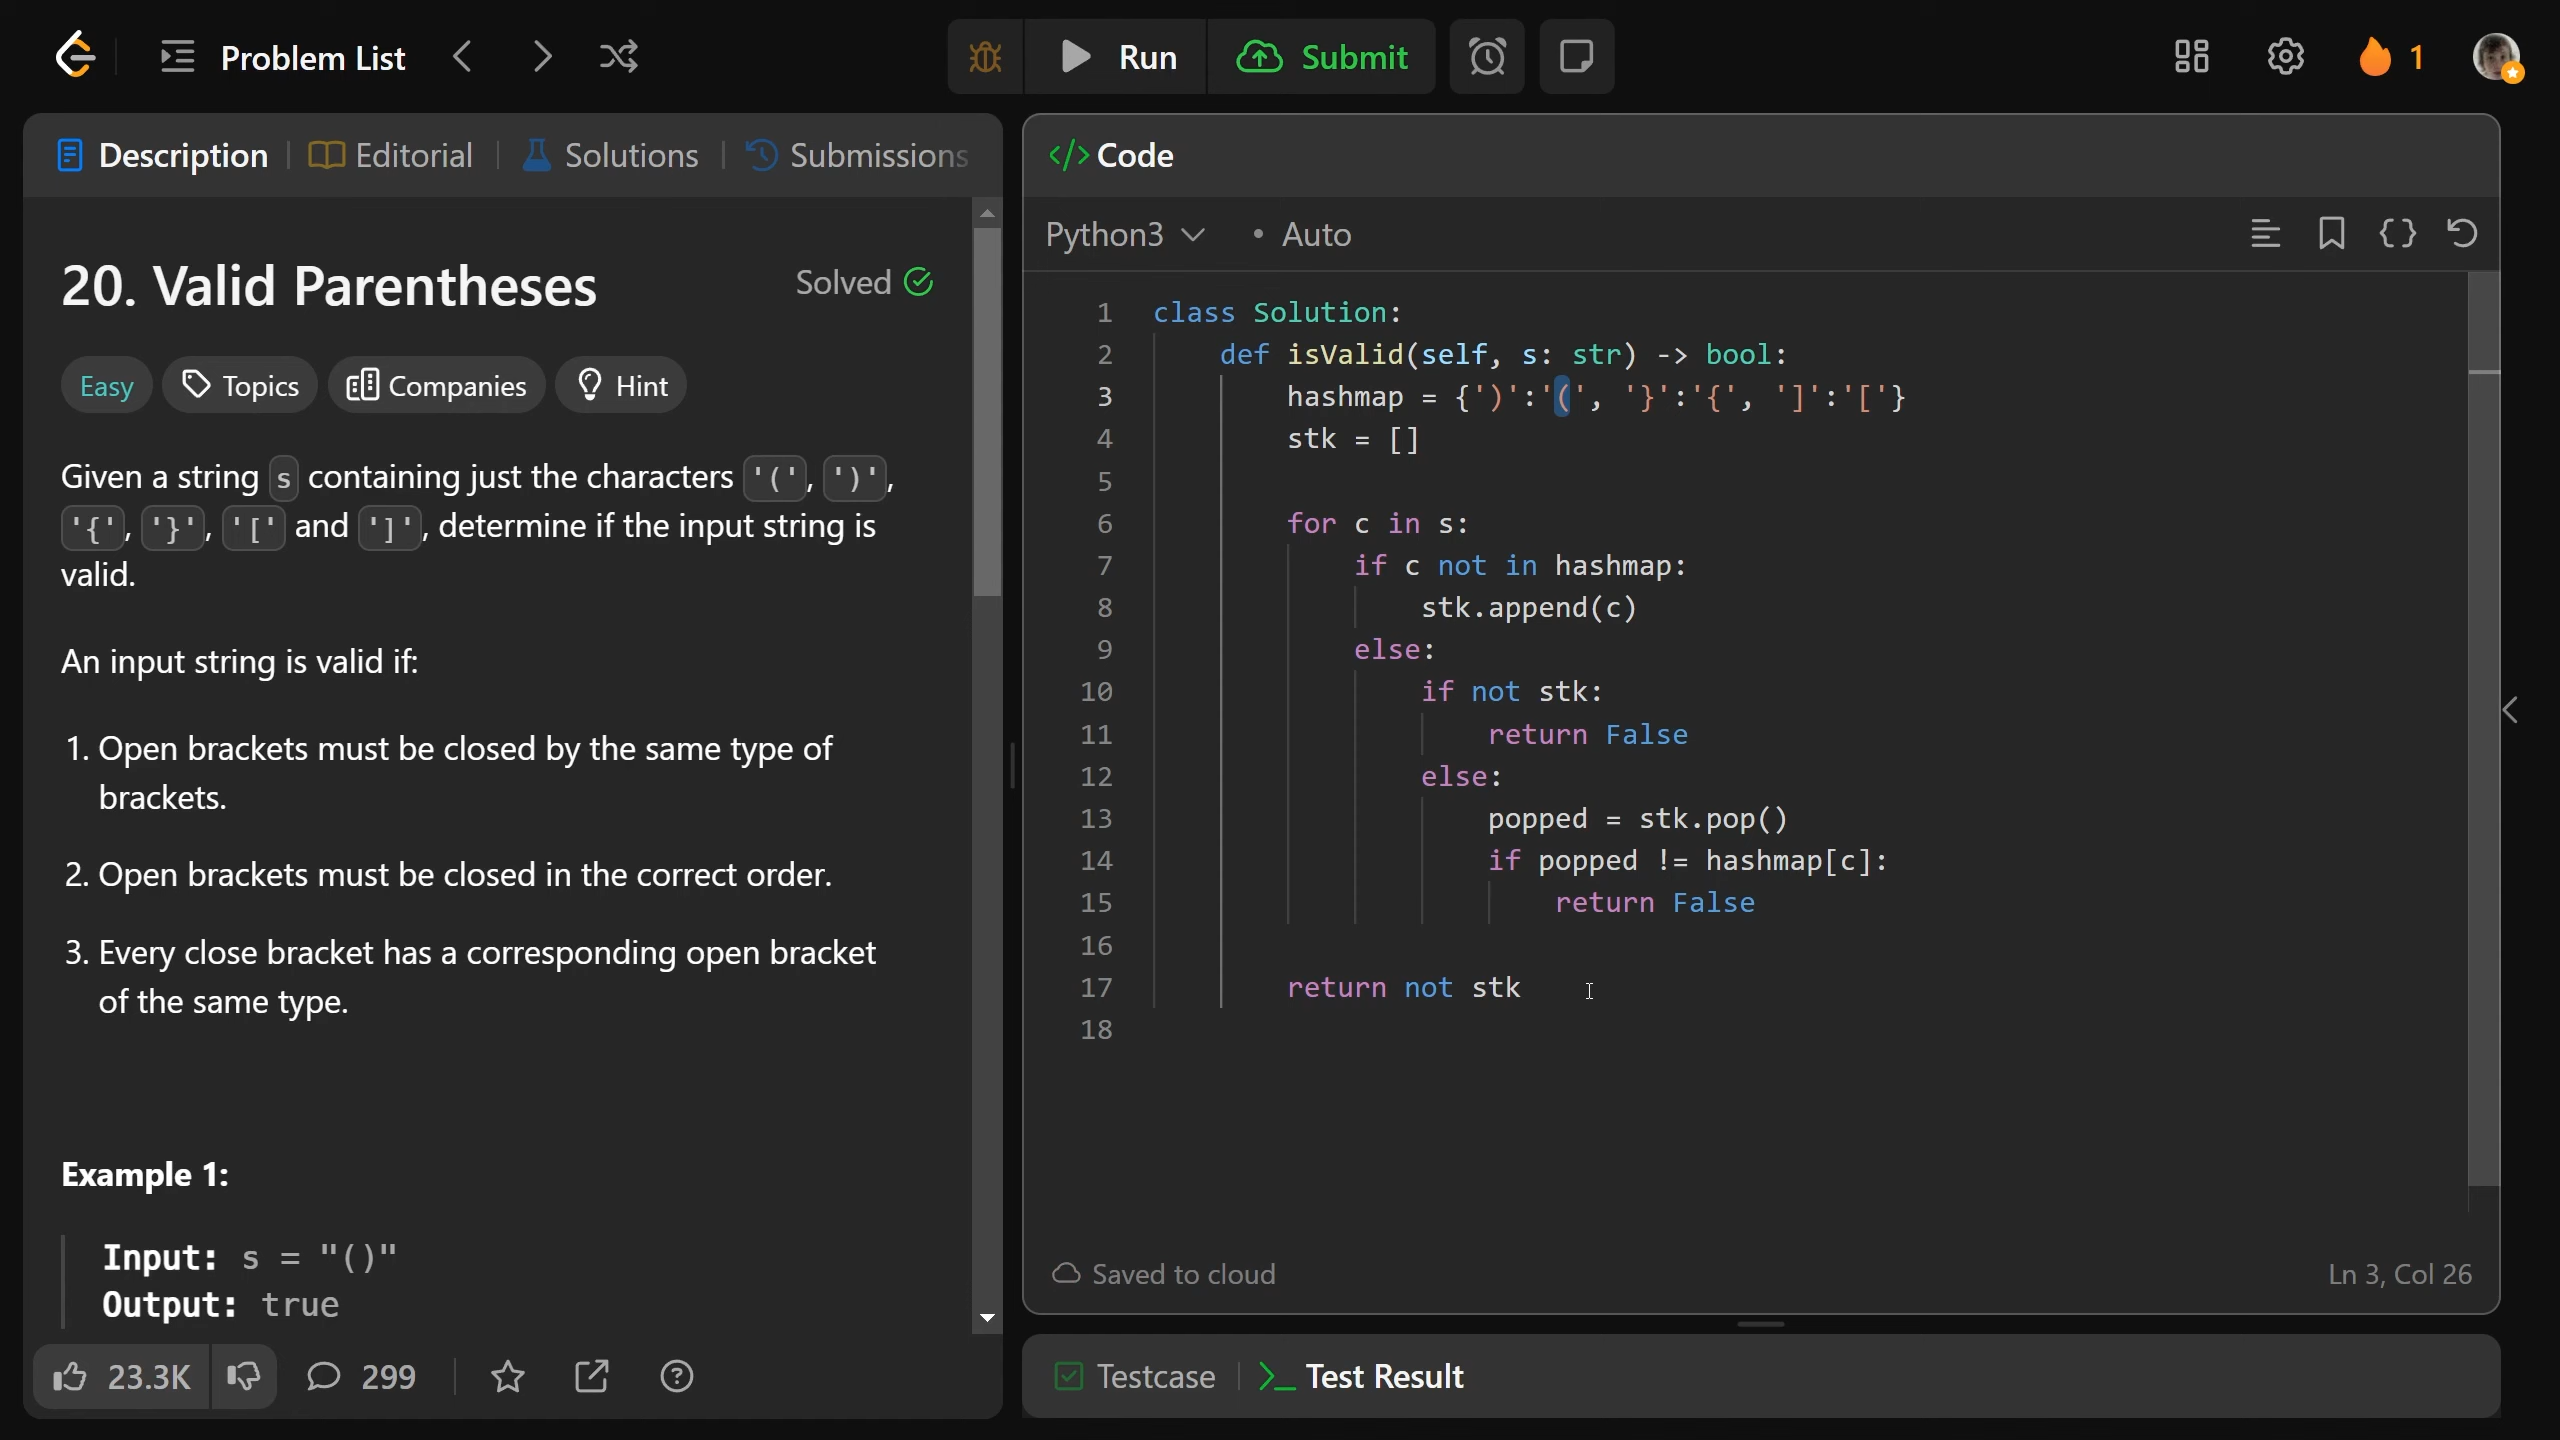 Problem List
Run
Submit
1
Description
Editorial
Solutions
Submissions
20. Valid Parentheses
Solved
Easy
Topics
Companies
Hint
Given a string s containing just the characters '(', ')',
'{', '}', '[' and ']', determine if the input string is
valid.
An input string is valid if:
1. Open brackets must be closed by the same type of
brackets.
2. Open brackets must be closed in the correct order.
3. Every close bracket has a corresponding open bracket
of the same type.
Example 1:
Input: s = "()"
Output: true
23.3K
299
</> Code
Python3
• Auto
1 class Solution:
2     def isValid(self, s: str) -> bool:
3         hashmap = {')':'(', '}':'{', ']':'['}
4         stk = []
5
6         for c in s:
7             if c not in hashmap:
8                 stk.append(c)
9             else:
10                 if not stk:
11                     return False
12                 else:
13                     popped = stk.pop()
14                     if popped != hashmap[c]:
15                         return False
16
17         return not stk
18
Saved to cloud
Ln 3, Col 26
Testcase
Test Result